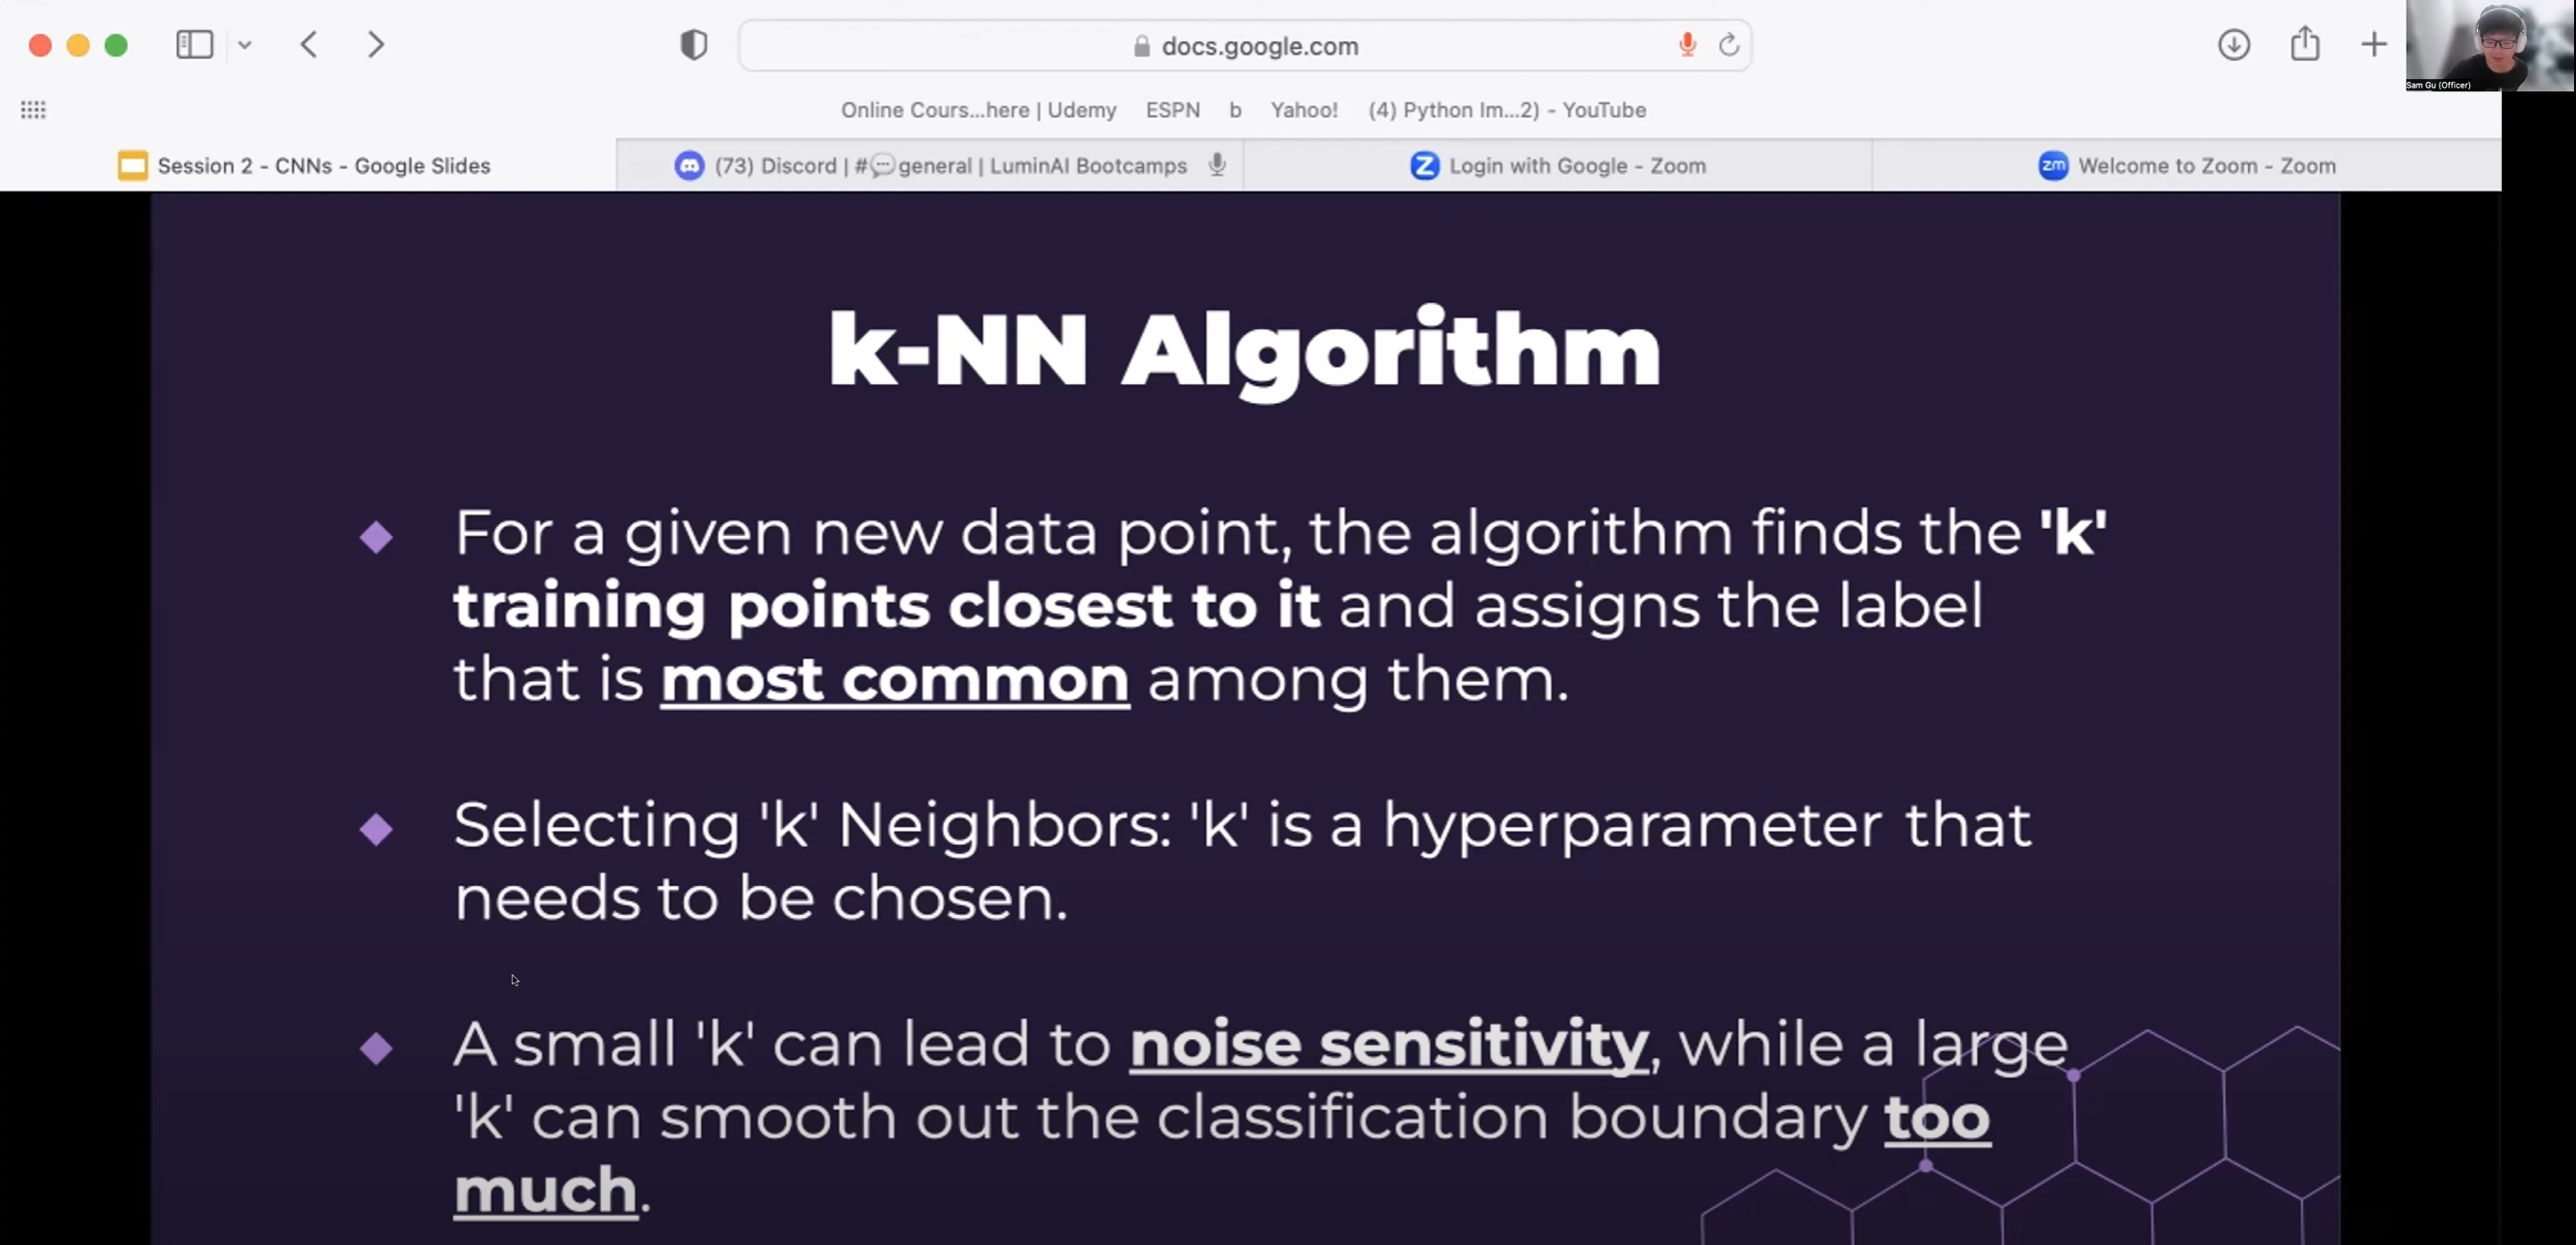 docs.google.com
Sam Gu (Officer)
Online Cours...here | Udemy ESPN b Yahoo! (4) Python Im...2) - YouTube
Session 2 - CNNs - Google Slides (73) Discord | #💬general | LuminAI Bootcamps Z Login with Google - Zoom zm Welcome to Zoom - Zoom
k-NN Algorithm
For a given new data point, the algorithm finds the 'k'
training points closest to it and assigns the label
that is most common among them.
Selecting 'k' Neighbors: 'k' is a hyperparameter that
needs to be chosen.
A small 'k' can lead to noise sensitivity, while a large
'k' can smooth out the classification boundary too
much.